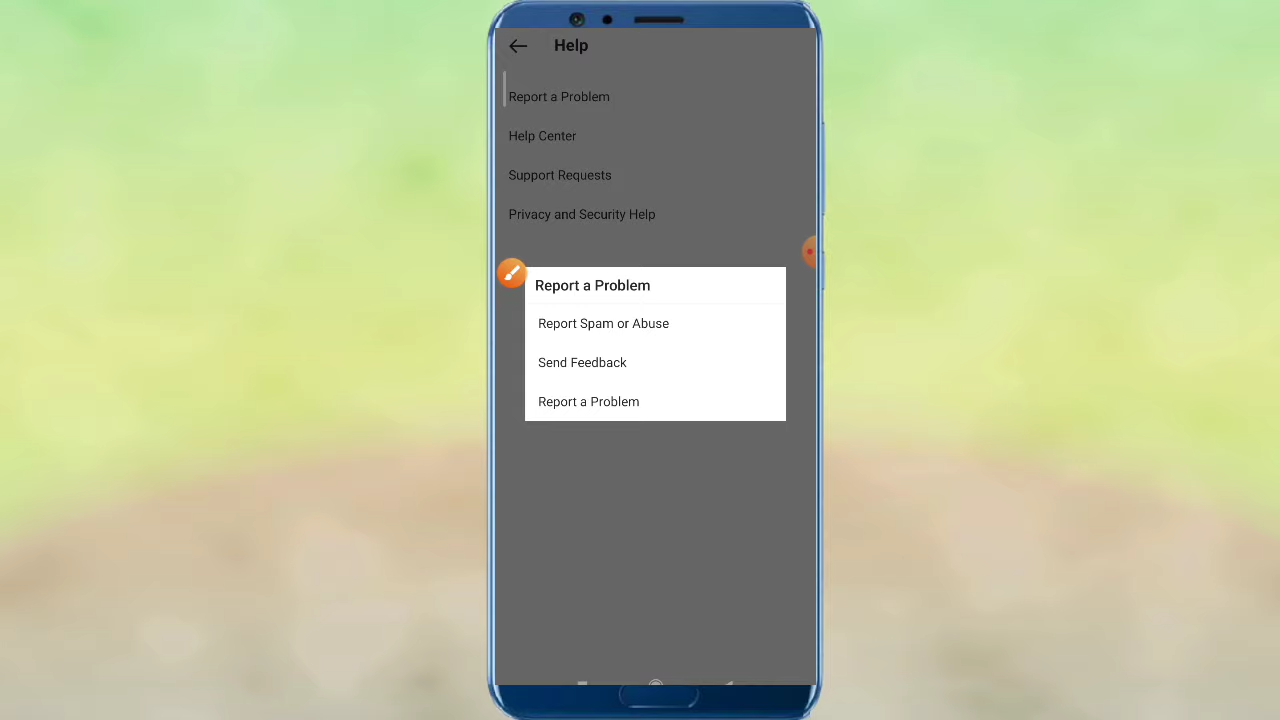 Help
Report a Problem
Help Center
Support Requests
Privacy and Security Help
Report a Problem
Report Spam or Abuse
Send Feedback
Report a Problem